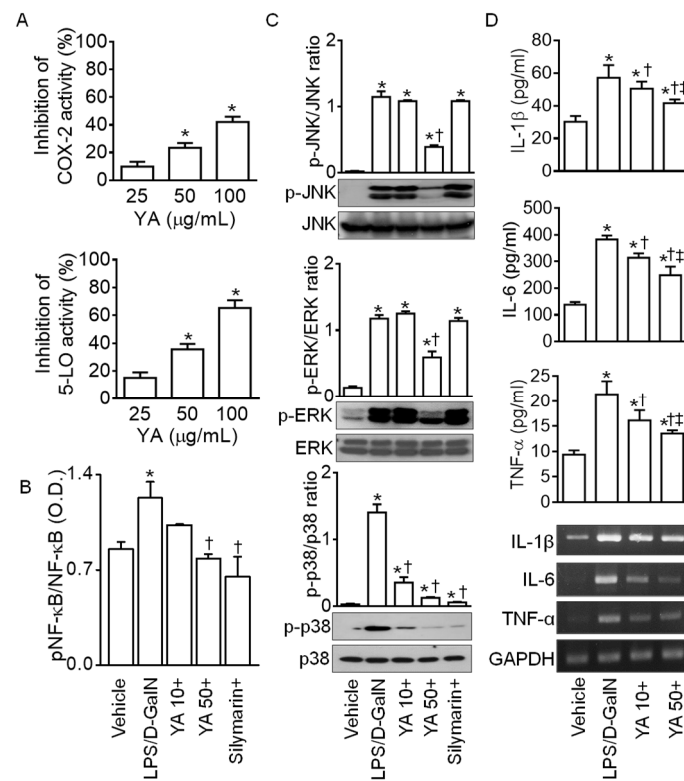 A
Inhibition of
COX-2 activity (%)
100
80
60
40
20
0
*
*
25 50 100
YA (µg/mL)
Inhibition of
5-LO activity (%)
100
80
60
40
20
0
*
*
25 50 100
YA (µg/mL)
B
pNF-κB/NF-κB (O.D.)
1.4
0.7
0.0
*
†
†
Vehicle
LPS/D-GalN
YA 10+
YA 50+
Silymarin+
C
p-JNK/JNK ratio
2
1
0
*
*
*†
*
p-JNK
JNK
p-ERK/ERK ratio
2
1
0
*
*
*†
*
p-ERK
ERK
p-p38/p38 ratio
2
1
0
*
*†
*†
*†
p-p38
p38
Vehicle
LPS/D-GalN
YA 10+
YA 50+
Silymarin+
D
IL-1β (pg/ml)
80
60
40
20
0
*
*†
*†‡
IL-6 (pg/ml)
500
400
300
200
100
0
*
*†
*†‡
TNF-α (pg/ml)
25
20
15
10
5
0
*
*†
*†‡
IL-1β
IL-6
TNF-α
GAPDH
Vehicle
LPS/D-GalN
YA 10+
YA 50+